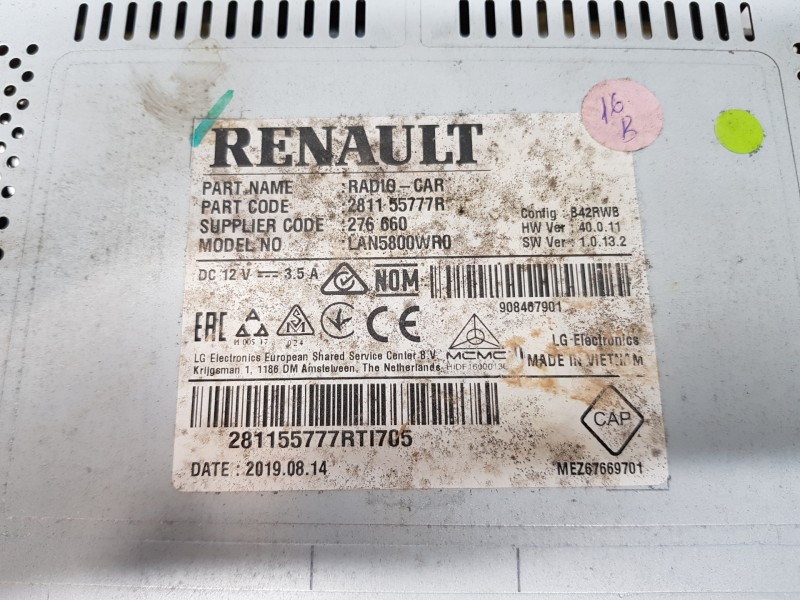 16
B
RENAULT
PART NAME : RADIO-CAR
PART CODE : 2811 55777R
SUPPLIER CODE : 276 660
MODEL NO : LAN5800WR0
Config : B42RWB
HW Ver : 40.0.11
SW Ver : 1.0.13.2
DC 12 V 3.5 A
NOM
908467901
EAC
CE
MCMC
LG Electronics
MADE IN VIETNAM
LG Electronics European Shared Service Center B.V.
Krijgsman 1, 1186 DM Amstelveen, The Netherlands
281155777RTI705
CAP
DATE : 2019.08.14
MEZ67669701